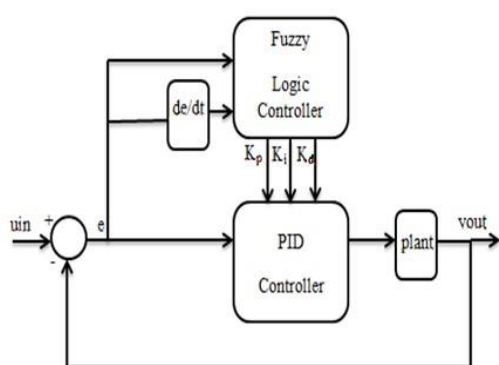 Fuzzy
Logic
Controller
de/dt
Kp Ki Kd
uin
+
-
e
PID
Controller
plant
vout